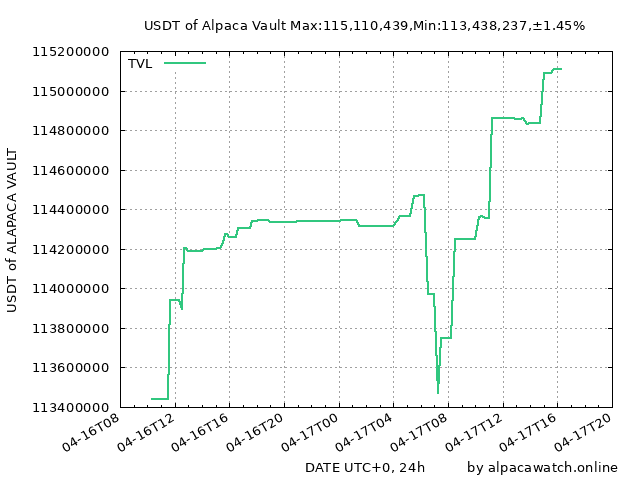 USDT of Alpaca Vault Max:115,110,439,Min:113,438,237,±1.45%
115200000
115000000
114800000
114600000
114400000
114200000
114000000
113800000
113600000
113400000
USDT of ALAPACA VAULT
TVL
04-16T08
04-16T12
04-16T16
04-16T20
04-17T00
04-17T04
04-17T08
04-17T12
04-17T16
04-17T20
DATE UTC+0, 24h
by alpacawatch.online